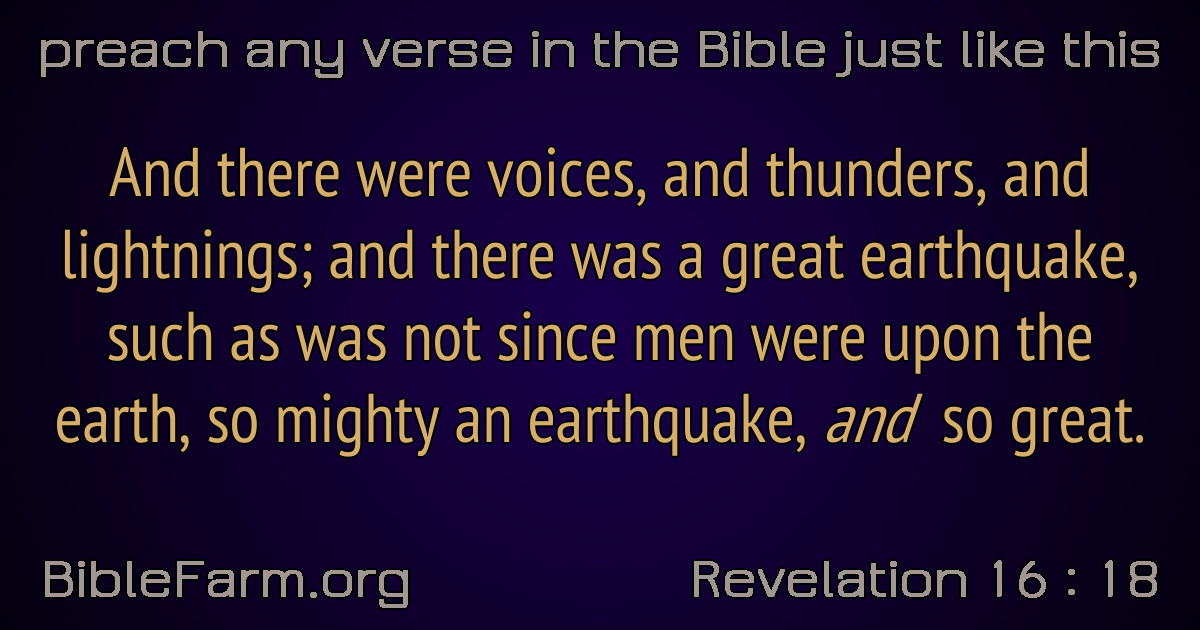 preach any verse in the Bible just like this
And there were voices, and thunders, and
lightnings; and there was a great earthquake,
such as was not since men were upon the
earth, so mighty an earthquake, and so great.
BibleFarm.org
Revelation 16 : 18